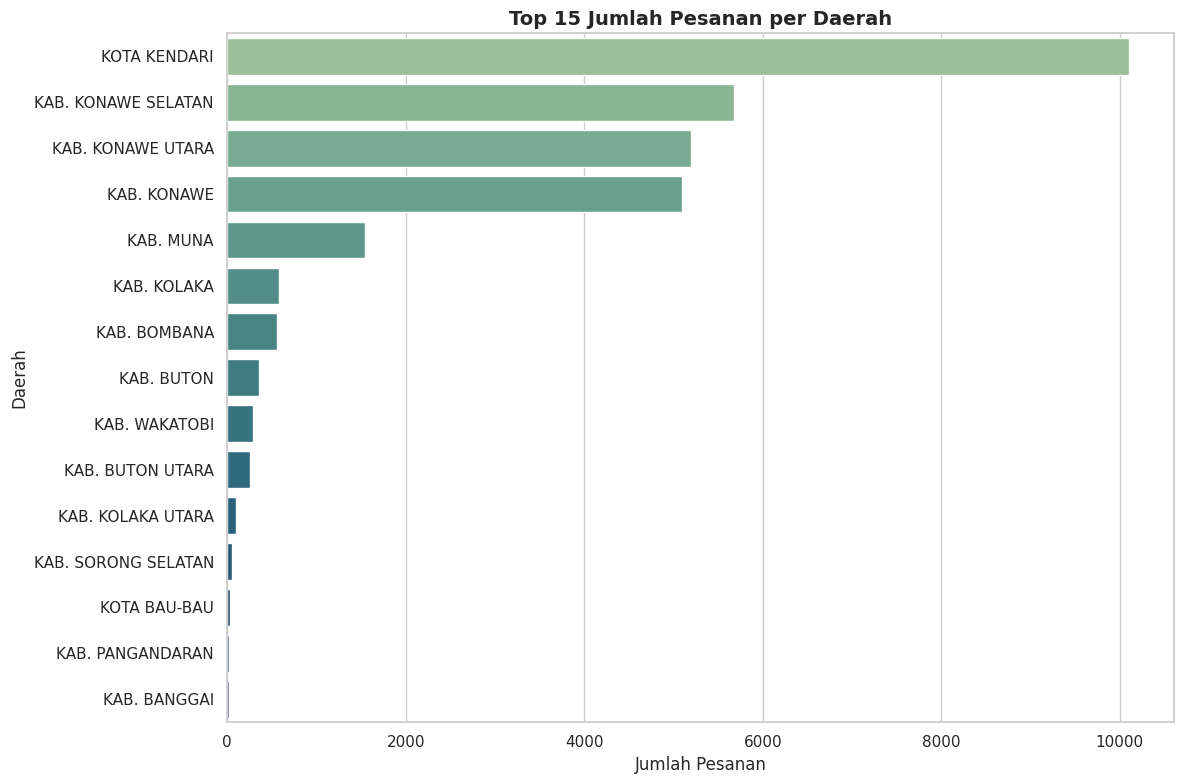 Top 15 Jumlah Pesanan per Daerah
KOTA KENDARI
KAB. KONAWE SELATAN
KAB. KONAWE UTARA
KAB. KONAWE
KAB. MUNA
KAB. KOLAKA
KAB. BOMBANA
KAB. BUTON
KAB. WAKATOBI
KAB. BUTON UTARA
KAB. KOLAKA UTARA
KAB. SORONG SELATAN
KOTA BAU-BAU
KAB. PANGANDARAN
KAB. BANGGAI
Daerah
0 2000 4000 6000 8000 10000
Jumlah Pesanan